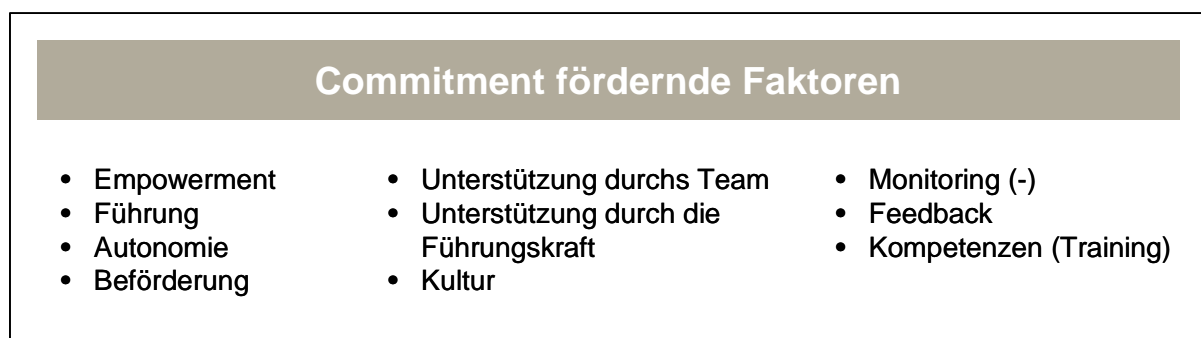 Commitment fördernde Faktoren
• Empowerment
• Führung
• Autonomie
• Beförderung
• Unterstützung durchs Team
• Unterstützung durch die
Führungskraft
• Kultur
• Monitoring (-)
• Feedback
• Kompetenzen (Training)